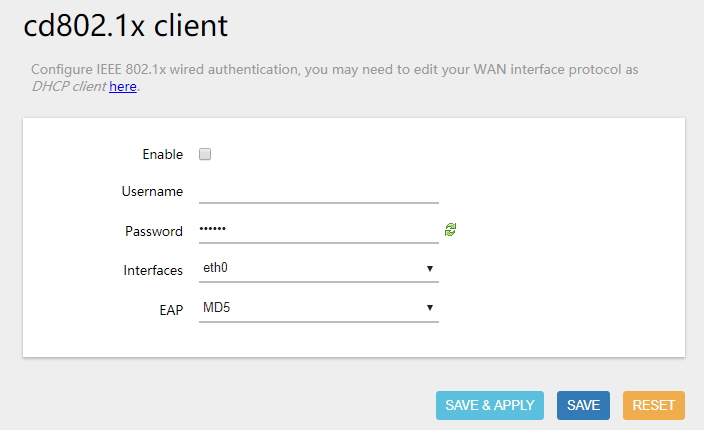 cd802.1x client
Configure IEEE 802.1x wired authentication, you may need to edit your WAN interface protocol as
DHCP client here.
Enable
Username
Password ••••••
Interfaces eth0
EAP MD5
SAVE & APPLY SAVE RESET